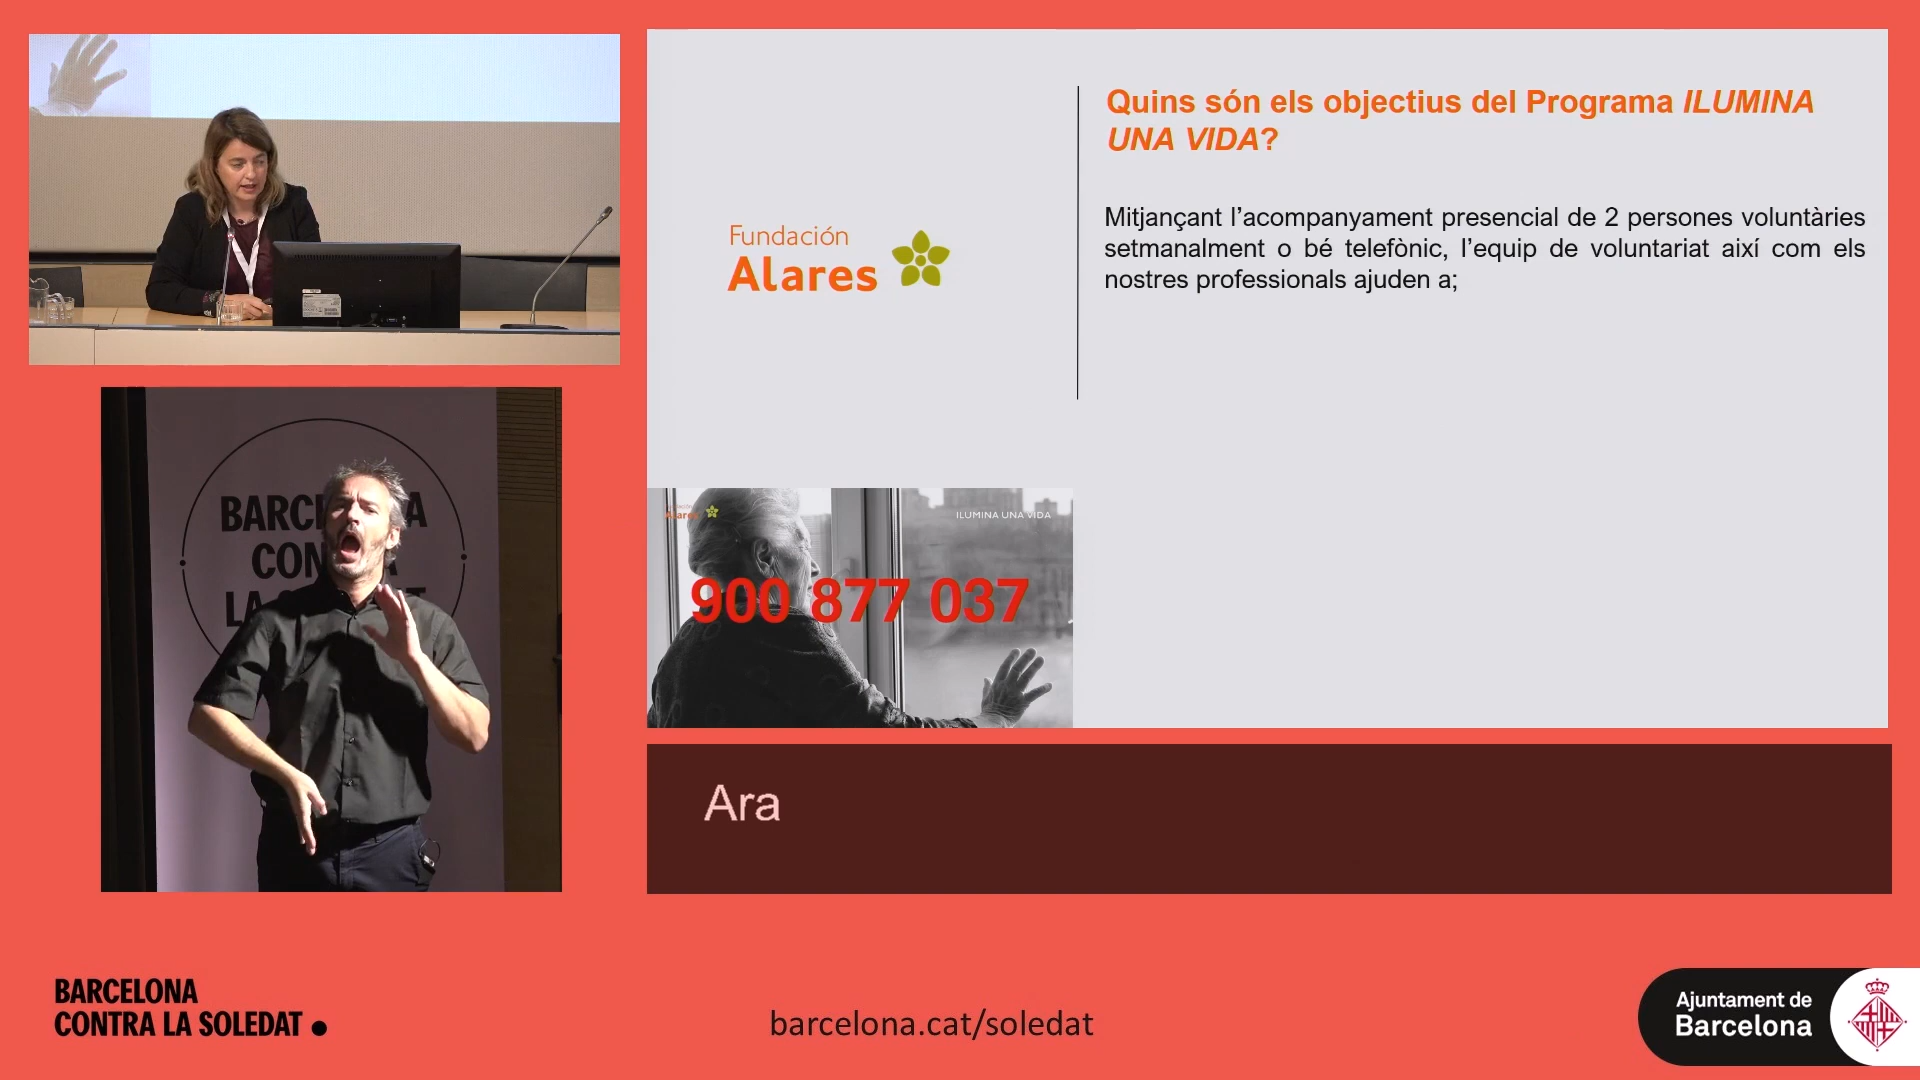 Quins són els objectius del Programa ILUMINA
UNA VIDA?
Mitjançant l’acompanyament presencial de 2 persones voluntàries
setmanalment o bé telefònic, l’equip de voluntariat així com els
nostres professionals ajuden a;
Fundación
Alares
Alares
ILUMINA UNA VIDA
900 877 037
Ara
BARCELONA
CONTRA LA SOLEDAT
barcelona.cat/soledat
Ajuntament de
Barcelona